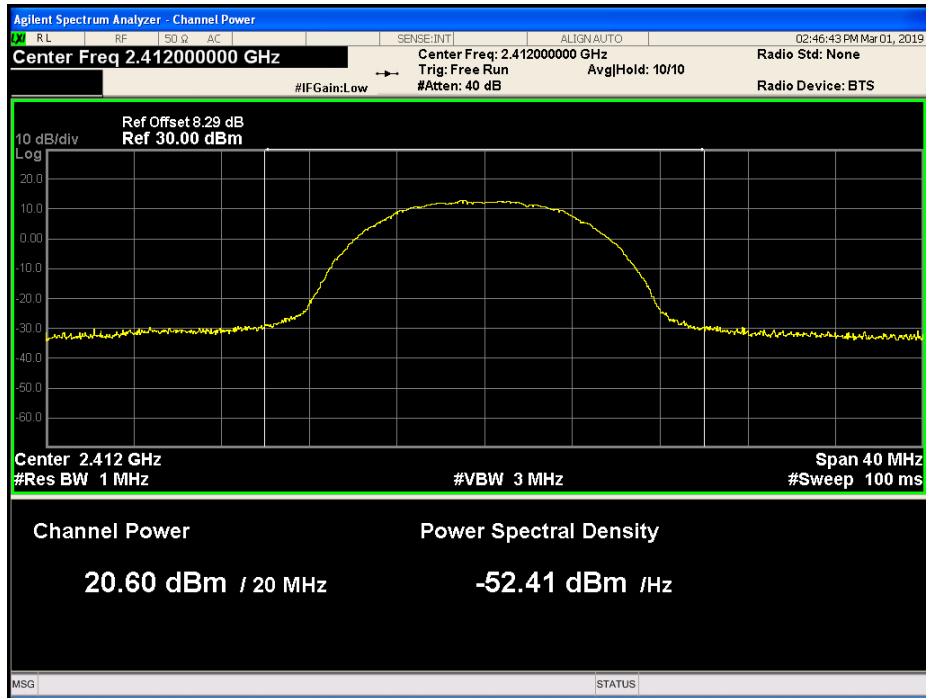 Agilent Spectrum Analyzer - Channel Power
LXI RL RF 50 Ω AC SENSE:INT ALIGNAUTO 02:46:43 PM Mar 01, 2019
Center Freq 2.412000000 GHz Center Freq: 2.412000000 GHz Radio Std: None
Trig: Free Run Avg|Hold: 10/10
#IFGain:Low #Atten: 40 dB Radio Device: BTS
Ref Offset 8.29 dB
10 dB/div Ref 30.00 dBm
Log
20.0
10.0
0.00
-10.0
-20.0
-30.0
-40.0
-50.0
-60.0
Center 2.412 GHz Span 40 MHz
#Res BW 1 MHz #VBW 3 MHz #Sweep 100 ms
Channel Power Power Spectral Density
20.60 dBm / 20 MHz -52.41 dBm /Hz
MSG STATUS